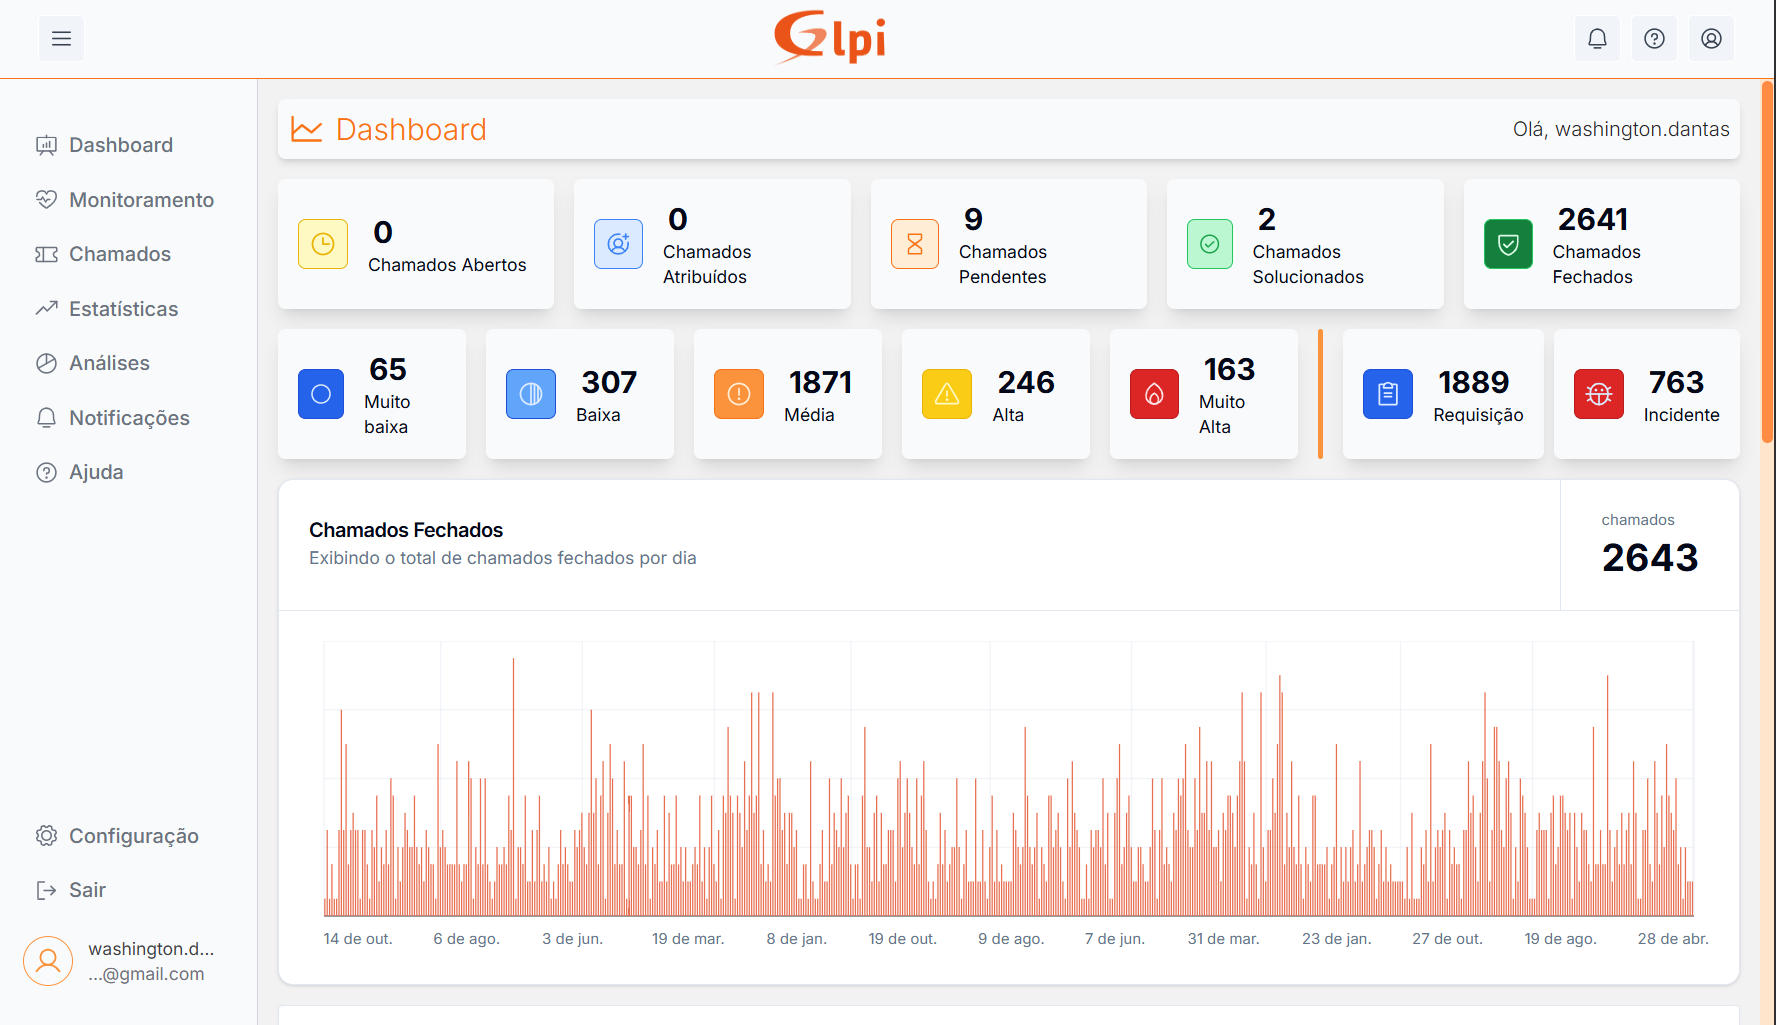 Glpi
Dashboard
Monitoramento
Chamados
Estatísticas
Análises
Notificações
Ajuda
Configuração
Sair
washington.d...
...@gmail.com
Dashboard
Olá, washington.dantas
0
Chamados Abertos
0
Chamados
Atribuídos
9
Chamados
Pendentes
2
Chamados
Solucionados
2641
Chamados
Fechados
65
Muito
baixa
307
Baixa
1871
Média
246
Alta
163
Muito
Alta
1889
Requisição
763
Incidente
Chamados Fechados
Exibindo o total de chamados fechados por dia
chamados
2643
14 de out. 6 de ago. 3 de jun. 19 de mar. 8 de jan. 19 de out. 9 de ago. 7 de jun. 31 de mar. 23 de jan. 27 de out. 19 de ago. 28 de abr.